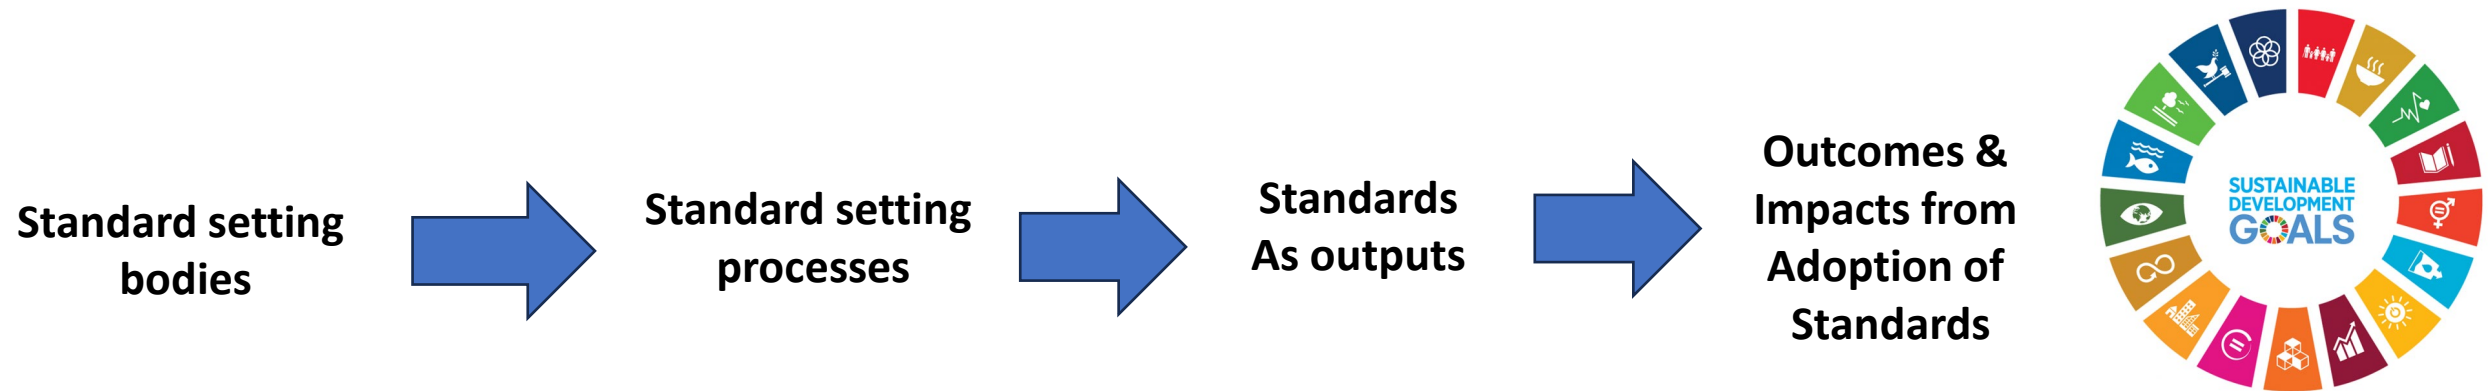 Standard setting
bodies
Standard setting
processes
Standards
As outputs
Outcomes &
Impacts from
Adoption of
Standards
SUSTAINABLE
DEVELOPMENT
GOALS